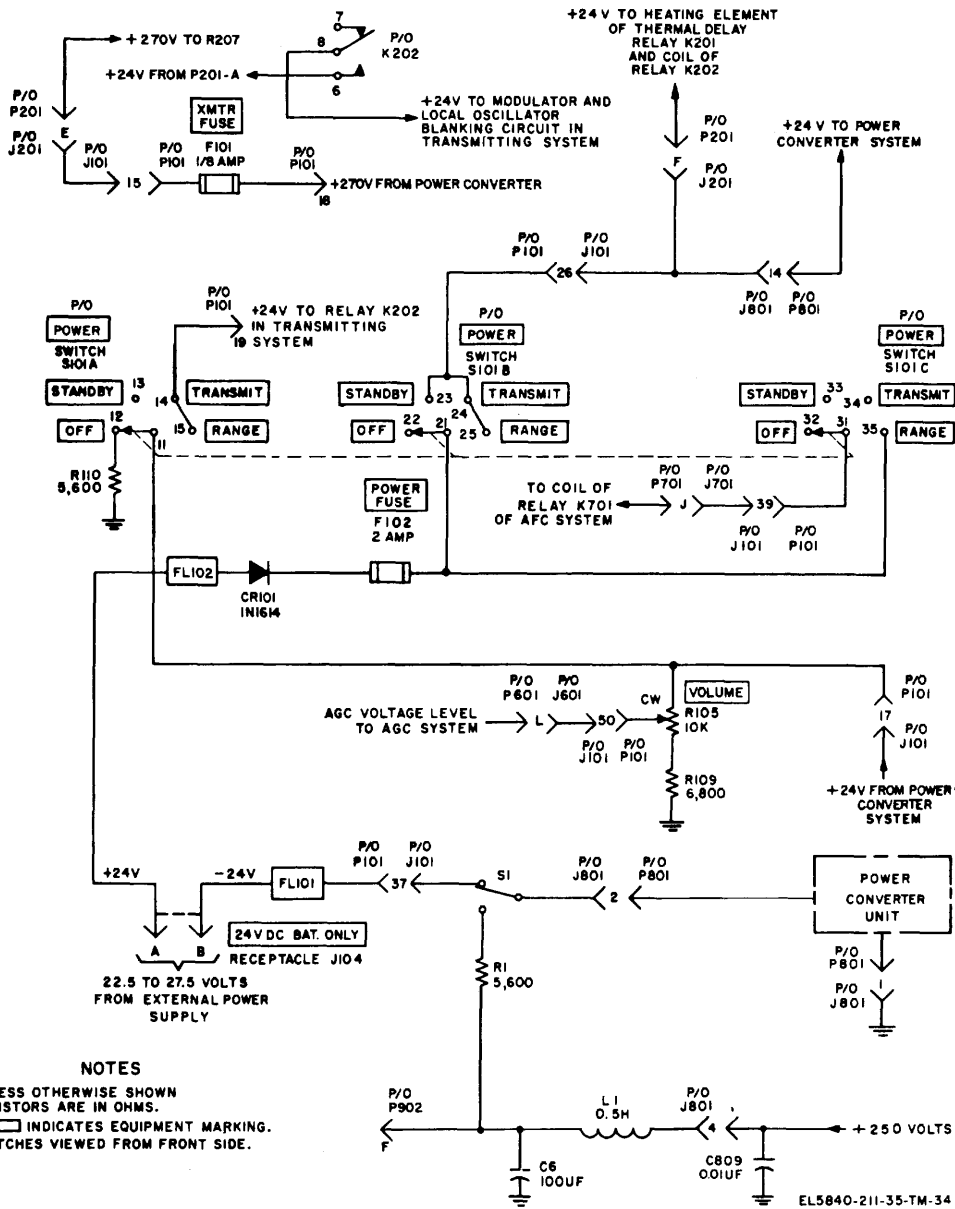 +24V TO HEATING ELEMENT
OF THERMAL DELAY
RELAY K201
AND COIL OF
RELAY K202
7
8
6
P/O
K202
+270V TO R207
+24V FROM P201-A
P/O
P201
E
P/O
J201
XMTR
FUSE
F101
1/8 AMP
P/O
J101
15
P/O
P101
P/O
P101
18
+270V FROM POWER CONVERTER
+24V TO MODULATOR AND
LOCAL OSCILLATOR
BLANKING CIRCUIT IN
TRANSMITTING SYSTEM
P/O
P201
F
P/O
J201
+24V TO POWER
CONVERTER SYSTEM
P/O
P101
26
P/O
J101
14
P/O
J801
P/O
P801
P/O
POWER
SWITCH
S101A
P/O
P101
19
+24V TO RELAY K202
IN TRANSMITTING
SYSTEM
STANDBY
13
14
TRANSMIT
OFF
12
11
15
RANGE
R110
5,600
P/O
POWER
SWITCH
S101B
STANDBY
23
24
TRANSMIT
OFF
22
21
25
RANGE
P/O
POWER
SWITCH
S101C
STANDBY
33
34
TRANSMIT
OFF
32
31
35
RANGE
POWER
FUSE
F102
2 AMP
TO COIL OF
RELAY K701
OF AFC SYSTEM
P/O
P701
J
P/O
J701
39
P/O
J101
P/O
P101
FL102
CR101
IN1614
AGC VOLTAGE LEVEL
TO AGC SYSTEM
P/O
P601
L
P/O
J601
50
P/O
J101
P/O
P101
CW
VOLUME
R105
10K
R109
6,800
P/O
P101
17
P/O
J101
+24V FROM POWER
CONVERTER
SYSTEM
+24V
-24V
FL101
P/O
P101
37
P/O
J101
S1
P/O
J801
2
P/O
P801
POWER
CONVERTER
UNIT
A
B
24V DC BAT. ONLY
RECEPTACLE J104
22.5 TO 27.5 VOLTS
FROM EXTERNAL POWER
SUPPLY
R1
5,600
P/O
P801
1
P/O
J801
NOTES
ESS OTHERWISE SHOWN
ISTORS ARE IN OHMS.
INDICATES EQUIPMENT MARKING.
TCHES VIEWED FROM FRONT SIDE.
P/O
P902
F
L1
0.5H
P/O
J801
4
+250 VOLTS
C6
100UF
C809
0.01UF
EL5840-211-35-TM-34